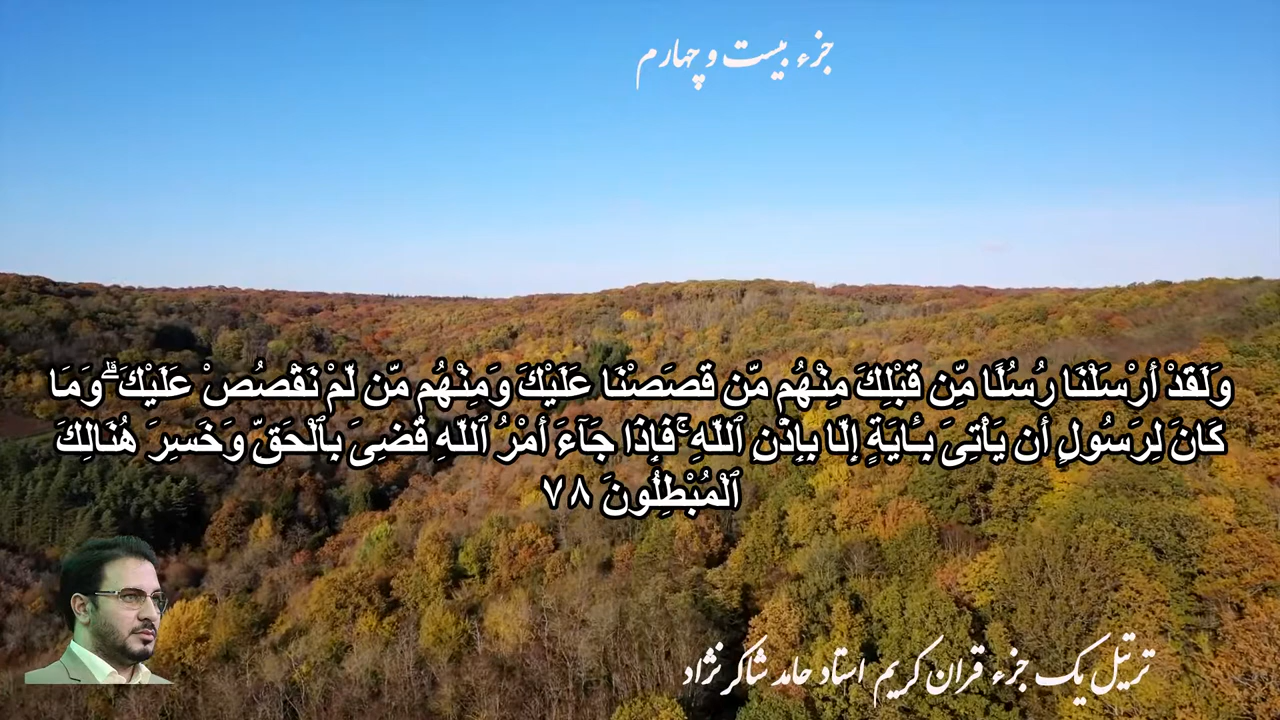 جزء بیست و چهارم
وَلَقَدْ أَرْسَلْنَا رُسُلًا مِّن قَبْلِكَ مِنْهُم مَّن قَصَصْنَا عَلَيْكَ وَمِنْهُم مَّن لَّمْ نَقْصُصْ عَلَيْكَ ۗ وَمَا
كَانَ لِرَسُولٍ أَن يَأْتِىَ بِـَٔايَةٍ إِلَّا بِإِذْنِ ٱللَّهِ ۚ فَإِذَا جَآءَ أَمْرُ ٱللَّهِ قُضِىَ بِٱلْحَقِّ وَخَسِرَ هُنَالِكَ
ٱلْمُبْطِلُونَ ٧٨
ترتیل یک جزء قران کریم استاد حامد شاکرنژاد